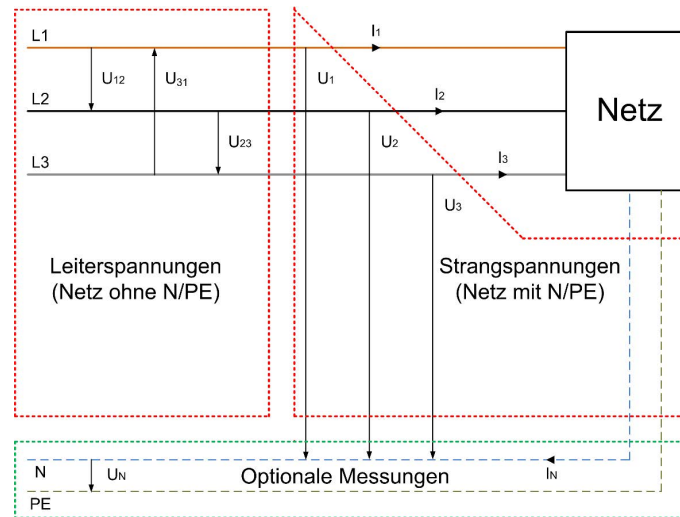 L1
I1
U12
U31
U1
L2
I2
Netz
U23
U2
L3
I3
U3
Leiterspannungen
(Netz ohne N/PE)
Strangspannungen
(Netz mit N/PE)
N
UN
Optionale Messungen
IN
PE